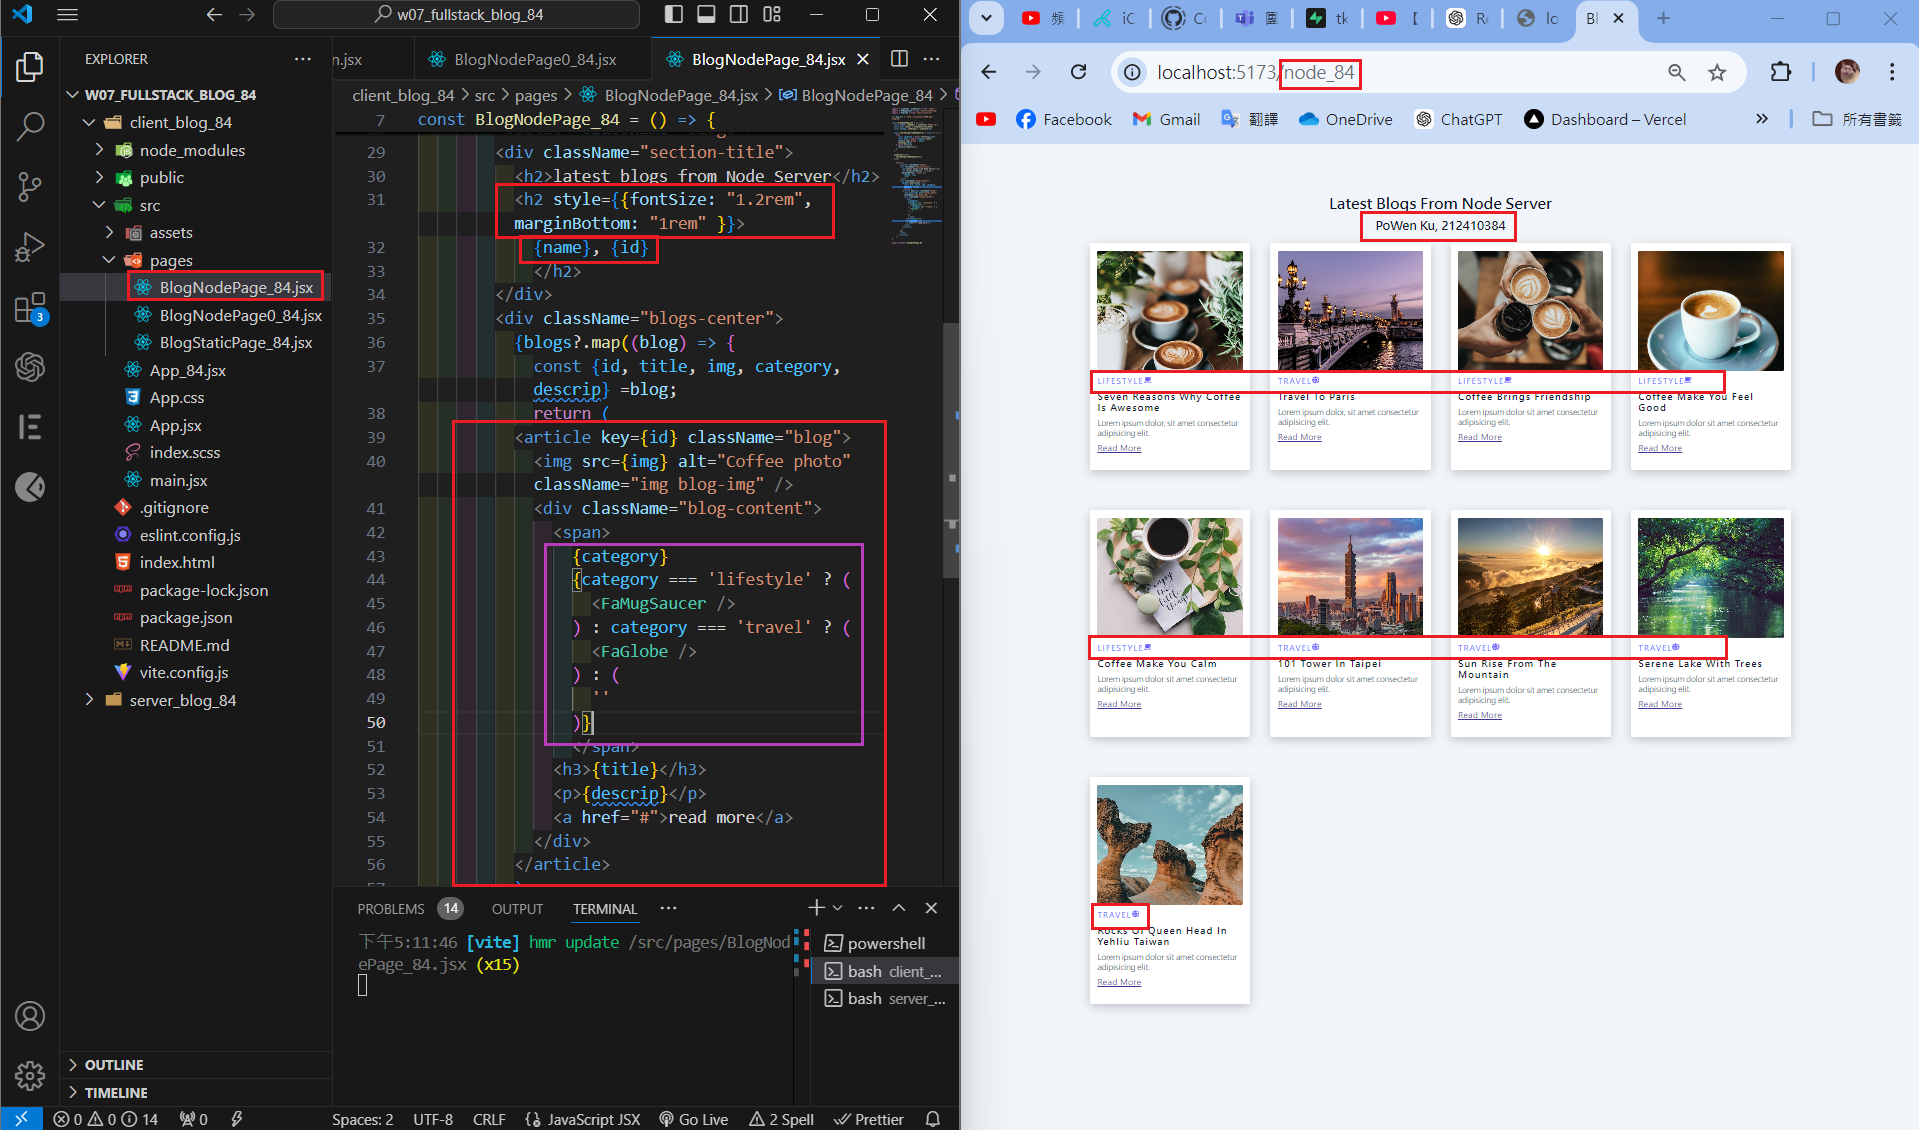 w07_fullstack_blog_84
EXPLORER
W07_FULLSTACK_BLOG_84
client_blog_84
node_modules
public
src
assets
pages
BlogNodePage_84.jsx
BlogNodePage0_84.jsx
BlogStaticPage_84.jsx
App_84.jsx
App.css
App.jsx
index.scss
main.jsx
.gitignore
eslint.config.js
index.html
package-lock.json
package.json
README.md
vite.config.js
server_blog_84
OUTLINE
TIMELINE
3
n.jsx
BlogNodePage0_84.jsx
BlogNodePage_84.jsx
client_blog_84 > src > pages > BlogNodePage_84.jsx > BlogNodePage_84 >
7 const BlogNodePage_84 = () => {
29 <div className="section-title">
30 <h2>latest blogs from Node Server</h2>
31 <h2 style={{fontSize: "1.2rem",
marginBottom: "1rem" }}>
32 {name}, {id}
33 </h2>
34 </div>
35 <div className="blogs-center">
36 {blogs?.map((blog) => {
37 const {id, title, img, category,
descrip} =blog;
38 return (
39 <article key={id} className="blog">
40 <img src={img} alt="Coffee photo"
className="img blog-img" />
41 <div className="blog-content">
42 <span>
43 {category}
44 {category === 'lifestyle' ? (
45 <FaMugSaucer />
46 ) : category === 'travel' ? (
47 <FaGlobe />
48 ) : (
49 ''
50 )}
51 </span>
52 <h3>{title}</h3>
53 <p>{descrip}</p>
54 <a href="#">read more</a>
55 </div>
56 </article>
57 )
PROBLEMS 14 OUTPUT TERMINAL
下午5:11:46 [vite] hmr update /src/pages/BlogNod
ePage_84.jsx (x15)
powershell
bash client_...
bash server_...
0 0 14 0 Spaces: 2 UTF-8 CRLF JavaScript JSX Go Live 2 Spell Prettier
localhost:5173/node_84
Facebook Gmail 翻譯 OneDrive ChatGPT Dashboard – Vercel » 所有書籤
Latest Blogs From Node Server
PoWen Ku, 212410384
LIFESTYLE
Seven Reasons Why Coffee
Is Awesome
Lorem ipsum dolor, sit amet consectetur
adipisicing elit.
Read More
TRAVEL
Travel To Paris
Lorem ipsum dolor, sit amet consectetur
adipisicing elit.
Read More
LIFESTYLE
Coffee Brings Friendship
Lorem ipsum dolor sit amet consectetur
adipisicing elit.
Read More
LIFESTYLE
Coffee Make You Feel
Good
Lorem ipsum dolor sit amet consectetur
adipisicing elit.
Read More
LIFESTYLE
Coffee Make You Calm
Lorem ipsum dolor sit amet consectetur
adipisicing elit.
Read More
TRAVEL
101 Tower In Taipei
Lorem ipsum dolor sit amet consectetur
adipisicing elit.
Read More
TRAVEL
Sun Rise From The
Mountain
Lorem ipsum dolor sit amet consectetur
adipisicing elit.
Read More
TRAVEL
Serene Lake With Trees
Lorem ipsum dolor sit amet consectetur
adipisicing elit.
Read More
TRAVEL
Rocks Of Queen Head In
Yehliu Taiwan
Lorem ipsum dolor sit amet consectetur
adipisicing elit.
Read More